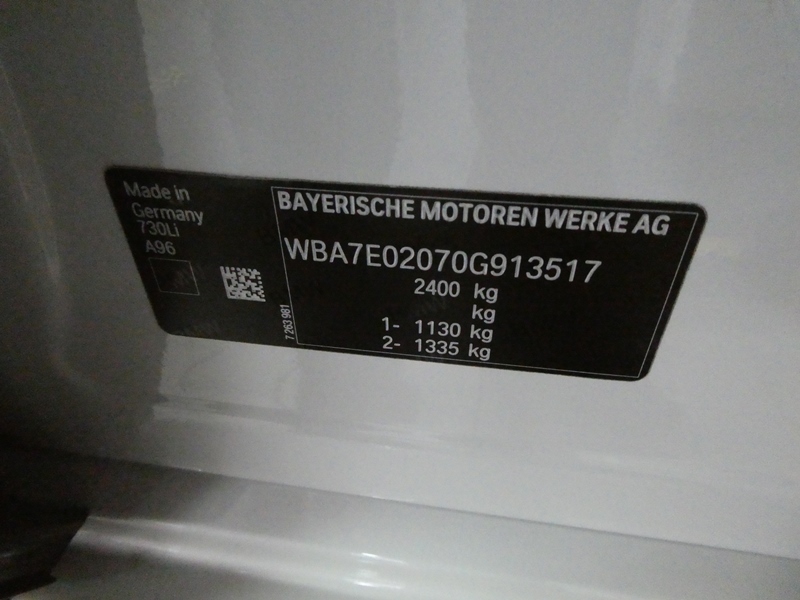 Made in
Germany
730Li
A96
7 263 981
BAYERISCHE MOTOREN WERKE AG
WBA7E02070G913517
2400 kg
kg
1- 1130 kg
2- 1335 kg